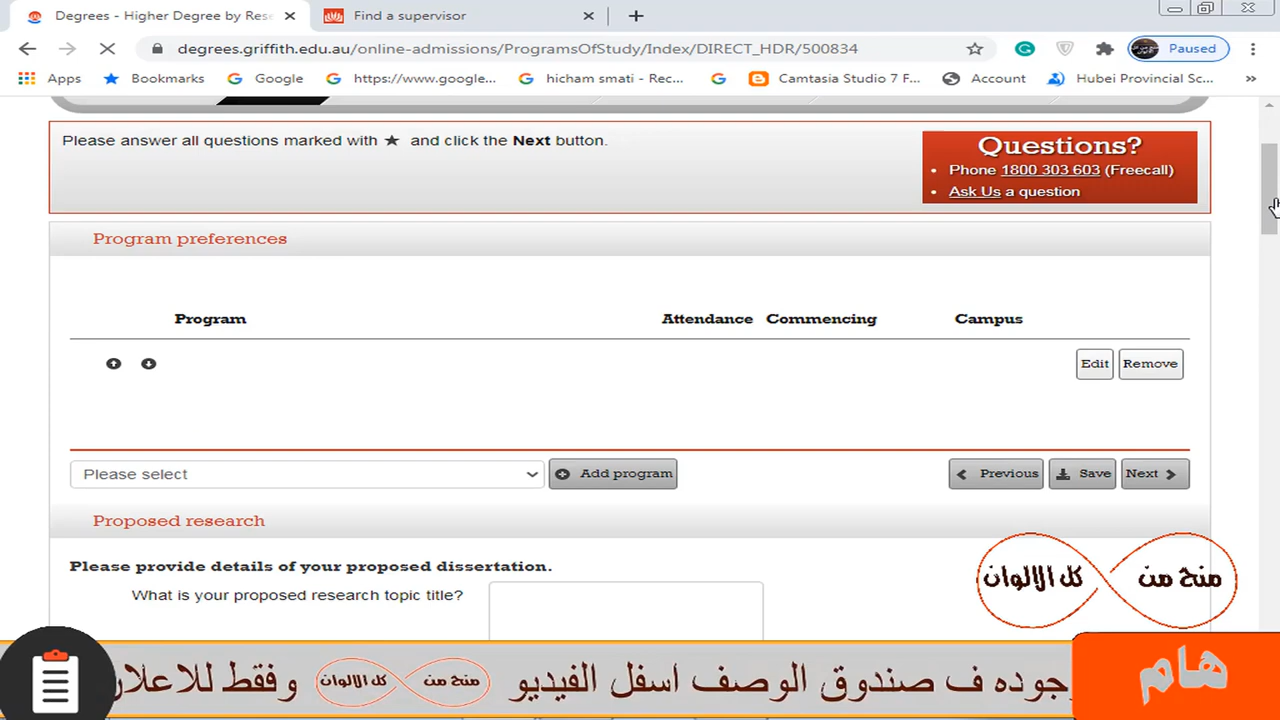 Degrees - Higher Degree by Rese
Find a supervisor
degrees.griffith.edu.au/online-admissions/ProgramsOfStudy/Index/DIRECT_HDR/500834
Paused
Apps
Bookmarks
Google
https://www.google...
hicham smati - Rec...
Camtasia Studio 7 F...
Account
Hubei Provincial Sc...
»
Please answer all questions marked with ★ and click the Next button.
Questions?
• Phone 1800 303 603 (Freecall)
• Ask Us a question
Program preferences
Program Attendance Commencing Campus
Edit Remove
Please select Add program Previous Save Next
Proposed research
Please provide details of your proposed dissertation.
What is your proposed research topic title?
منح من كل الالوان
هام
جوده ف صندوق الوصف اسفل الفيديو منح من كل الالوان وفقط للاعلان